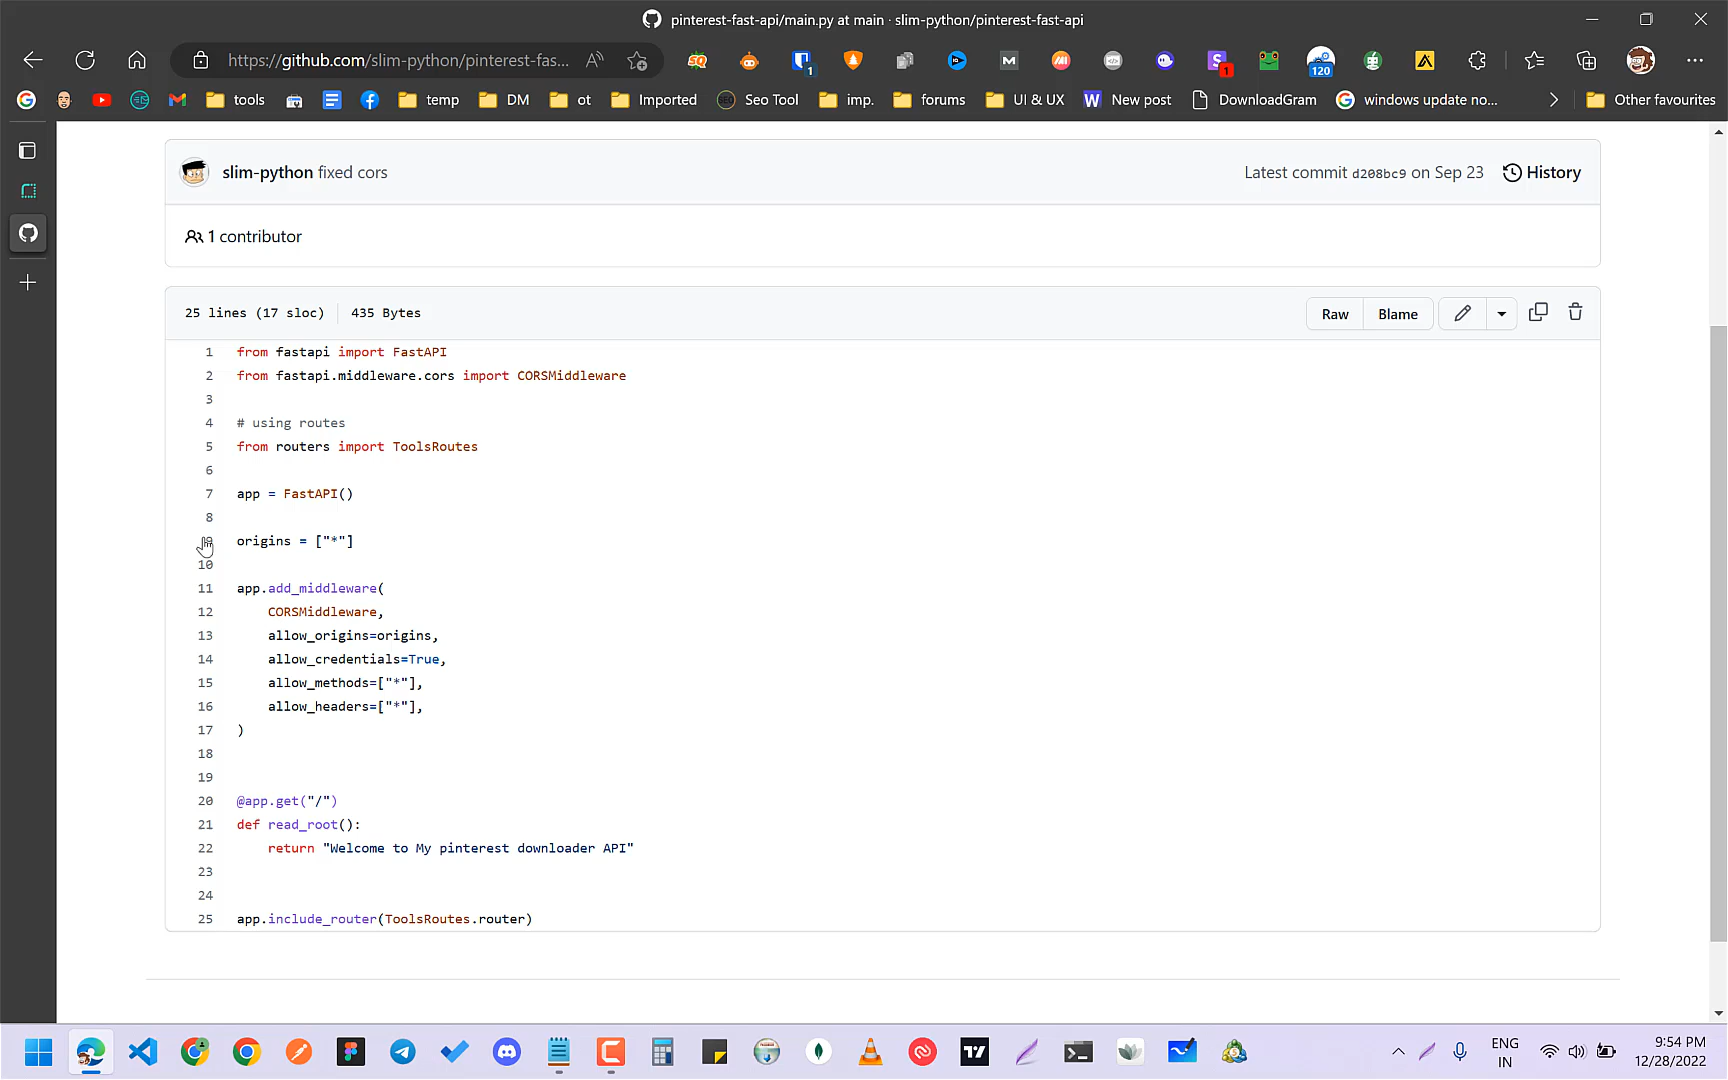 pinterest-fast-api/main.py at main · slim-python/pinterest-fast-api
https://github.com/slim-python/pinterest-fas...
1
1
120
tools
temp
DM
ot
Imported
Seo Tool
imp.
forums
UI & UX
New post
DownloadGram
windows update no...
Other favourites
slim-python fixed cors
Latest commit d208bc9 on Sep 23
History
1 contributor
25 lines (17 sloc)
435 Bytes
Raw
Blame
1 from fastapi import FastAPI
2 from fastapi.middleware.cors import CORSMiddleware
3
4 # using routes
5 from routers import ToolsRoutes
6
7 app = FastAPI()
8
origins = ["*"]
10
11 app.add_middleware(
12 CORSMiddleware,
13 allow_origins=origins,
14 allow_credentials=True,
15 allow_methods=["*"],
16 allow_headers=["*"],
17 )
18
19
20 @app.get("/")
21 def read_root():
22 return "Welcome to My pinterest downloader API"
23
24
25 app.include_router(ToolsRoutes.router)
ENG
IN
9:54 PM
12/28/2022